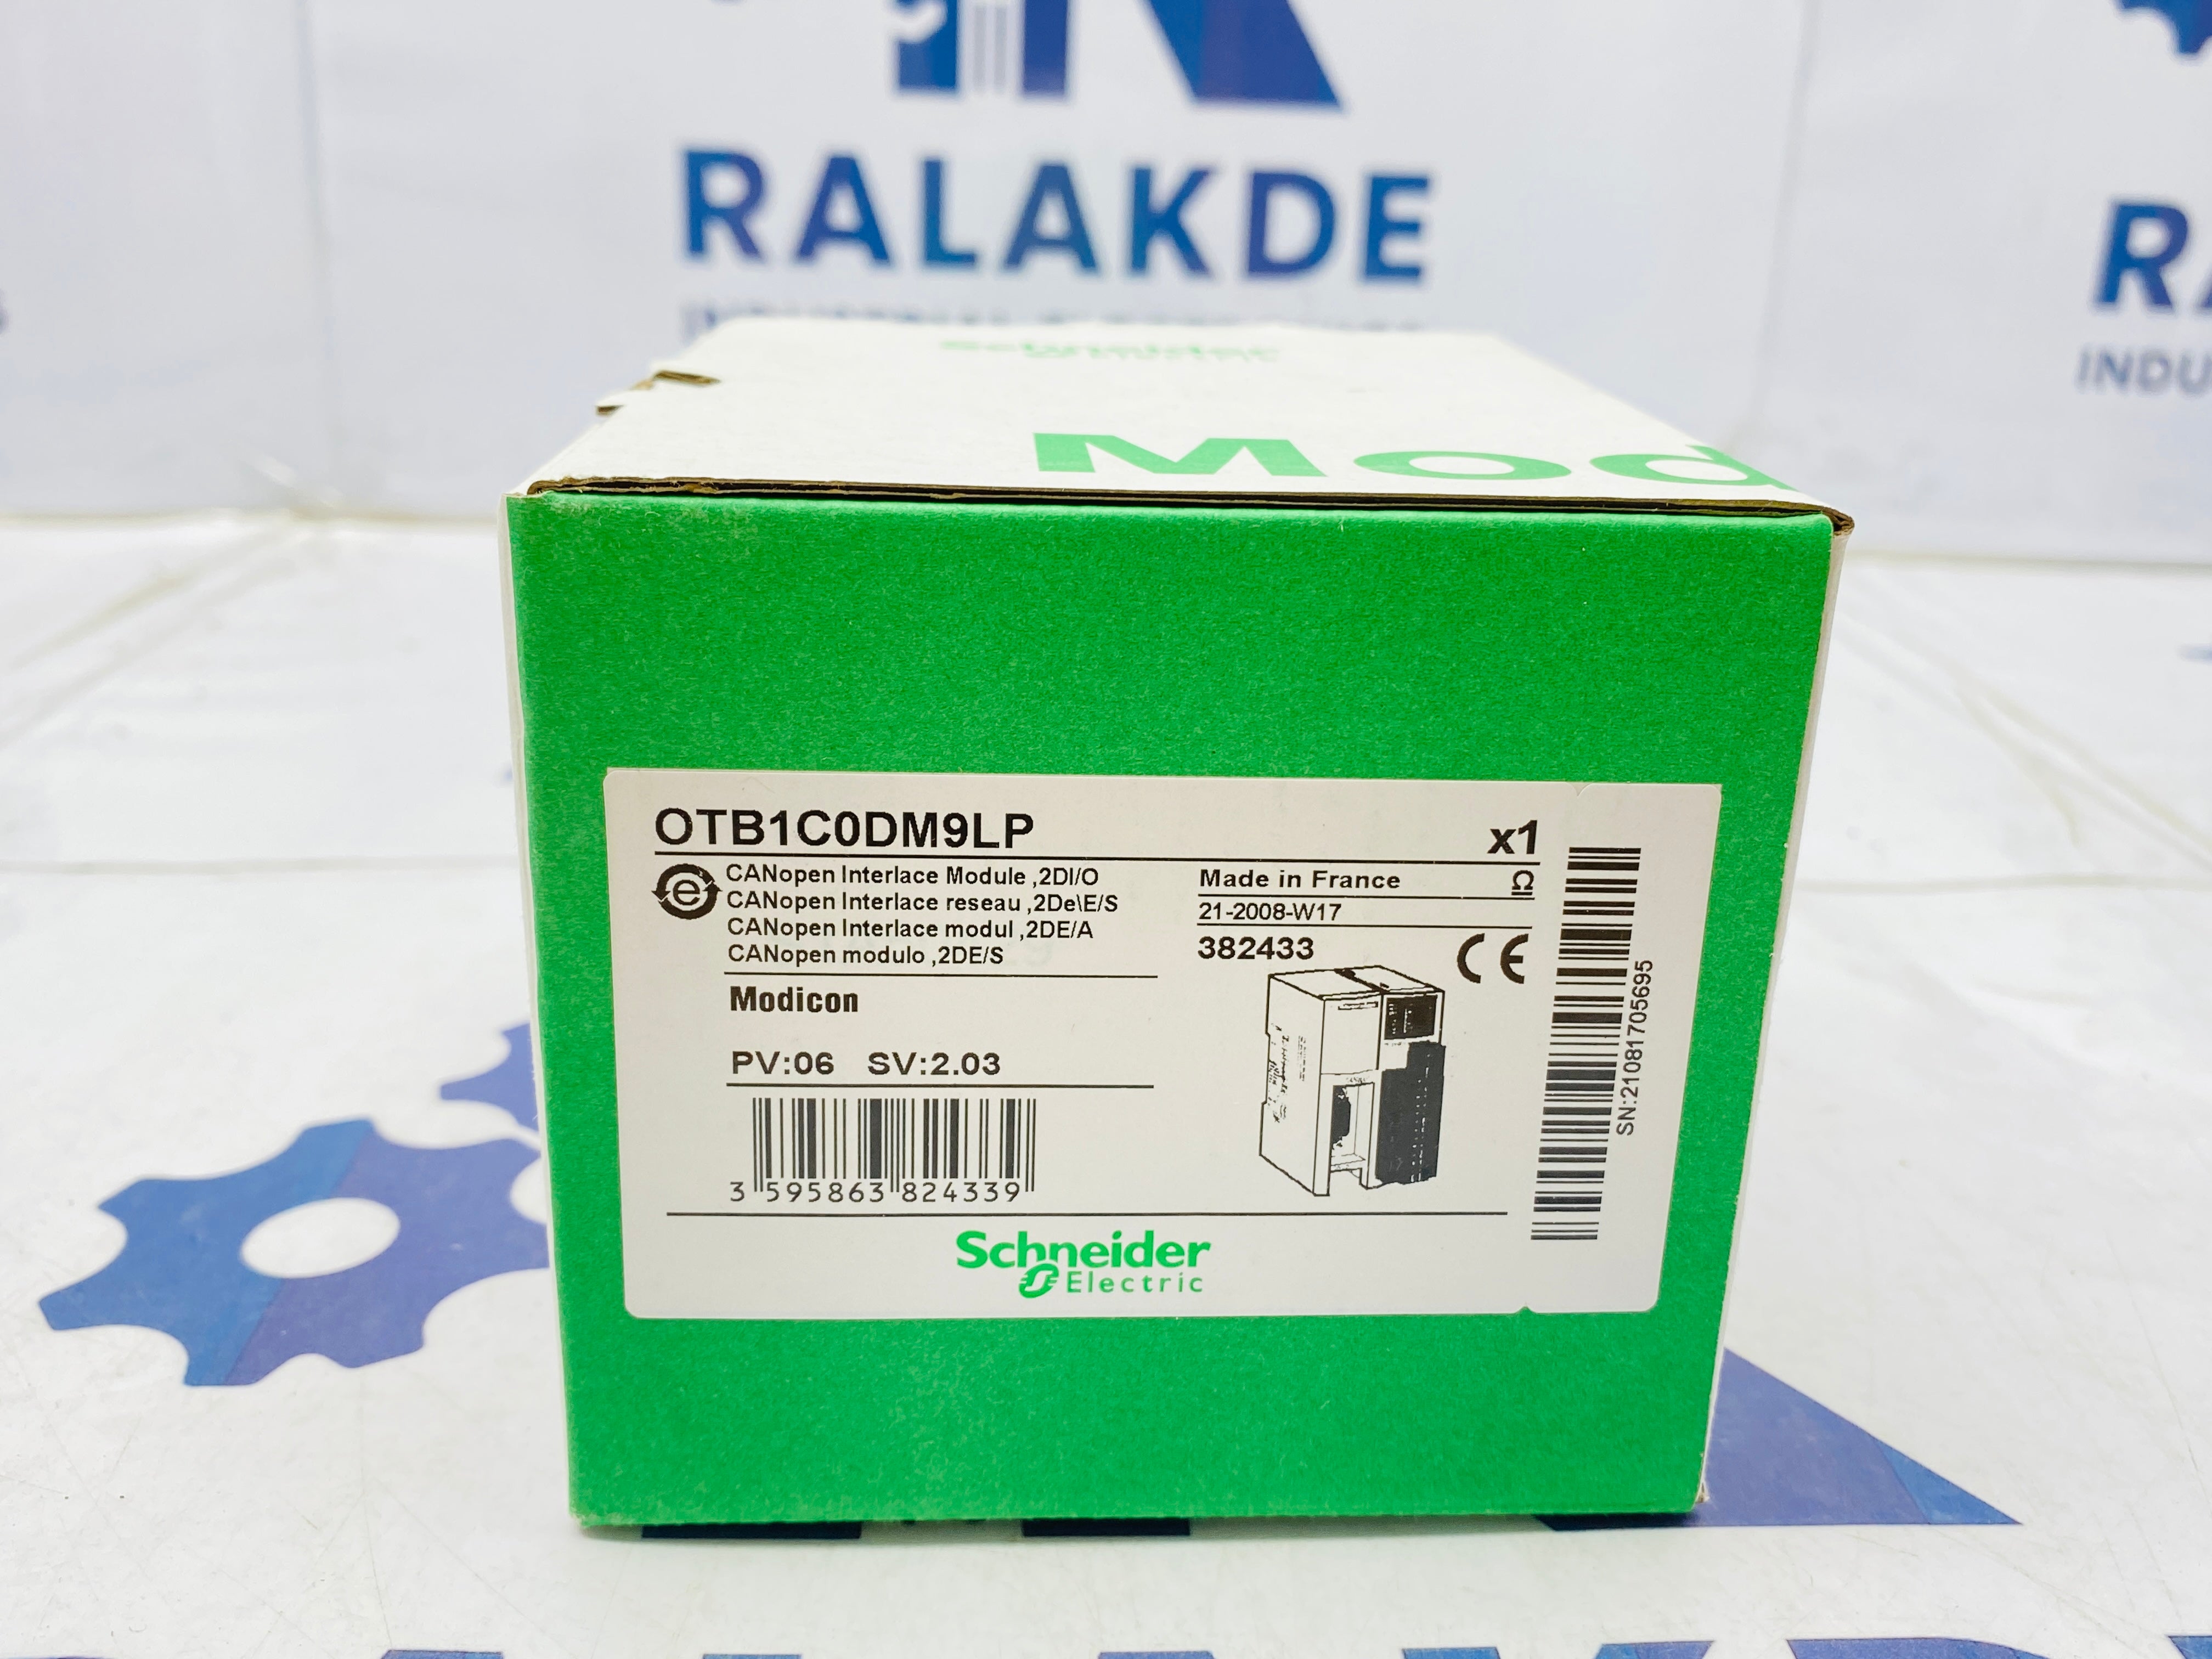 RALAKDE
RA
INDU
Schneider
Mod
OTB1C0DM9LP
x1
CANopen Interlace Module ,2DI/O
CANopen Interlace reseau ,2De\E/S
CANopen Interlace modul ,2DE/A
CANopen modulo ,2DE/S
Made in France
21-2008-W17
382433
CE
Modicon
PV:06 SV:2.03
3 595863 824339
SN:21081705695
Schneider
Electric